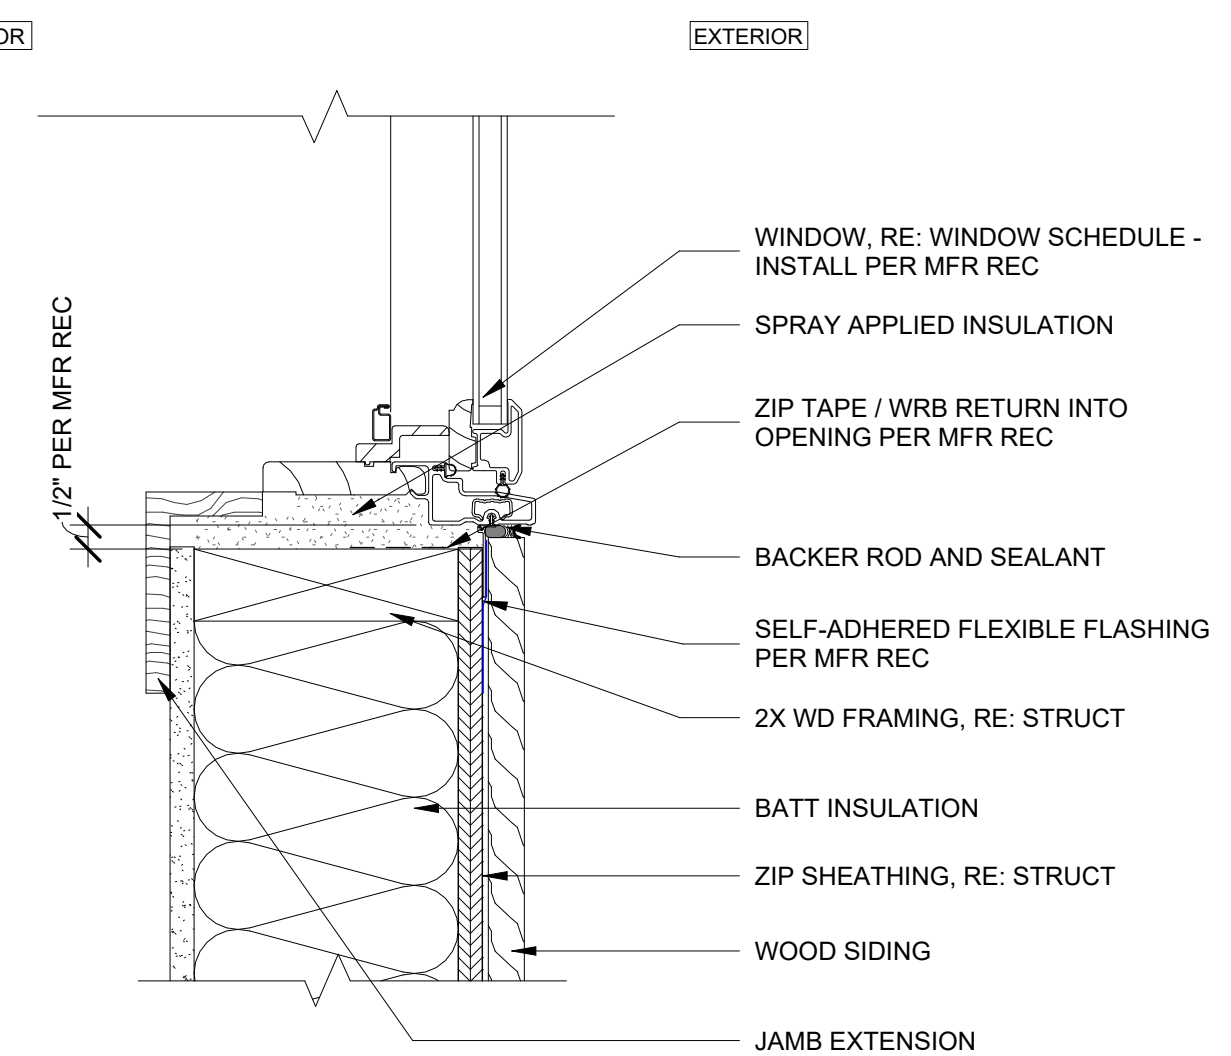 OR
EXTERIOR
WINDOW, RE: WINDOW SCHEDULE -
INSTALL PER MFR REC
SPRAY APPLIED INSULATION
1/2" PER MFR REC
ZIP TAPE / WRB RETURN INTO
OPENING PER MFR REC
BACKER ROD AND SEALANT
SELF-ADHERED FLEXIBLE FLASHING
PER MFR REC
2X WD FRAMING, RE: STRUCT
BATT INSULATION
ZIP SHEATHING, RE: STRUCT
WOOD SIDING
JAMB EXTENSION